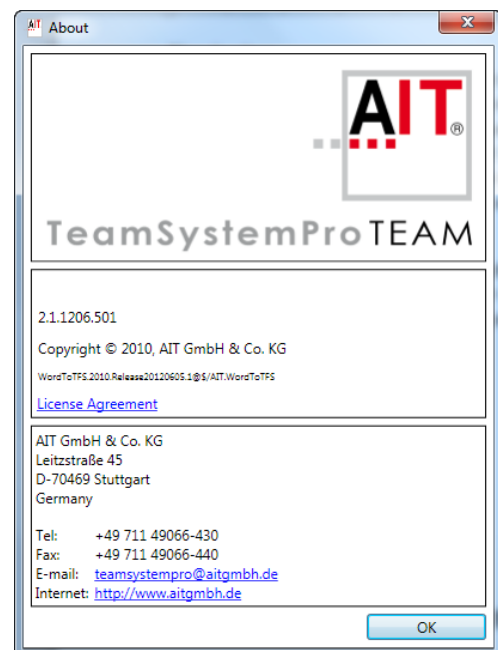 About
AIT®
TeamSystemProTEAM
2.1.1206.501
Copyright © 2010, AIT GmbH & Co. KG
WordToTFS.2010.Release20120605.1@$/AIT.WordToTFS
License Agreement
AIT GmbH & Co. KG
Leitzstraße 45
D-70469 Stuttgart
Germany
Tel: +49 711 49066-430
Fax: +49 711 49066-440
E-mail: teamsystempro@aitgmbh.de
Internet: http://www.aitgmbh.de
OK